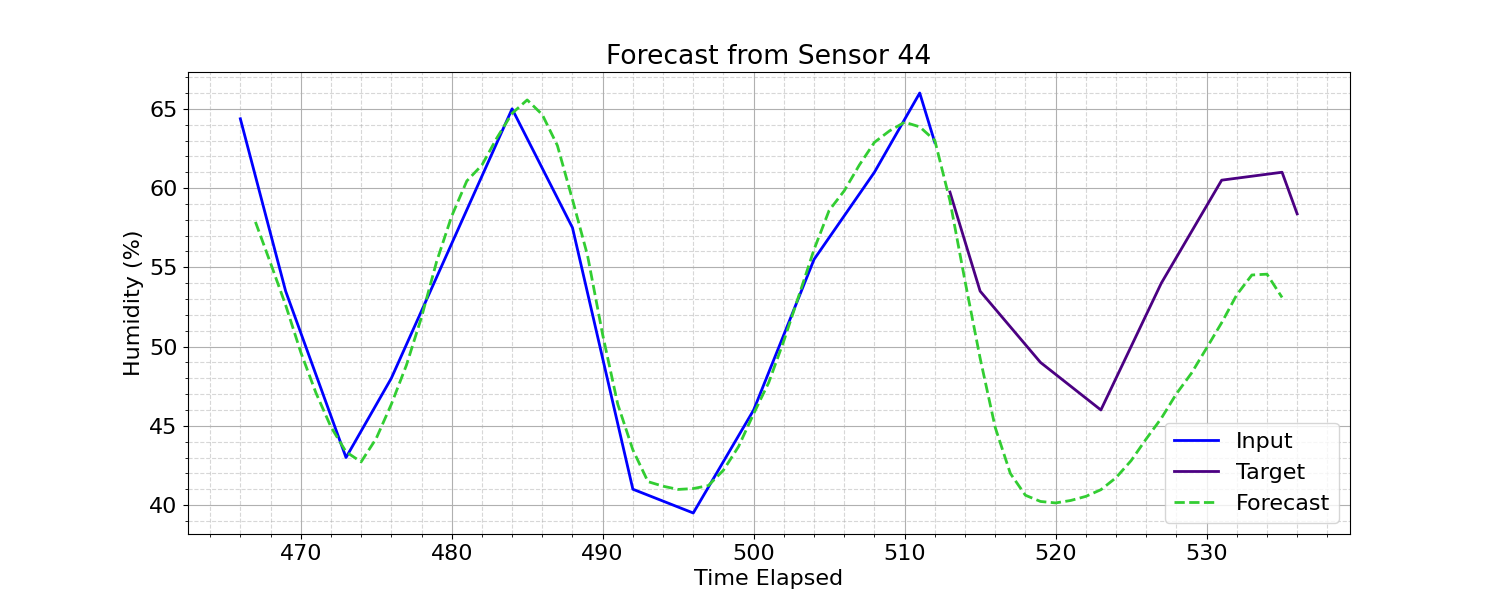 Forecast from Sensor 44
Humidity (%)
65
60
55
50
45
40
470 480 490 500 510 520 530
Time Elapsed
Input
Target
Forecast